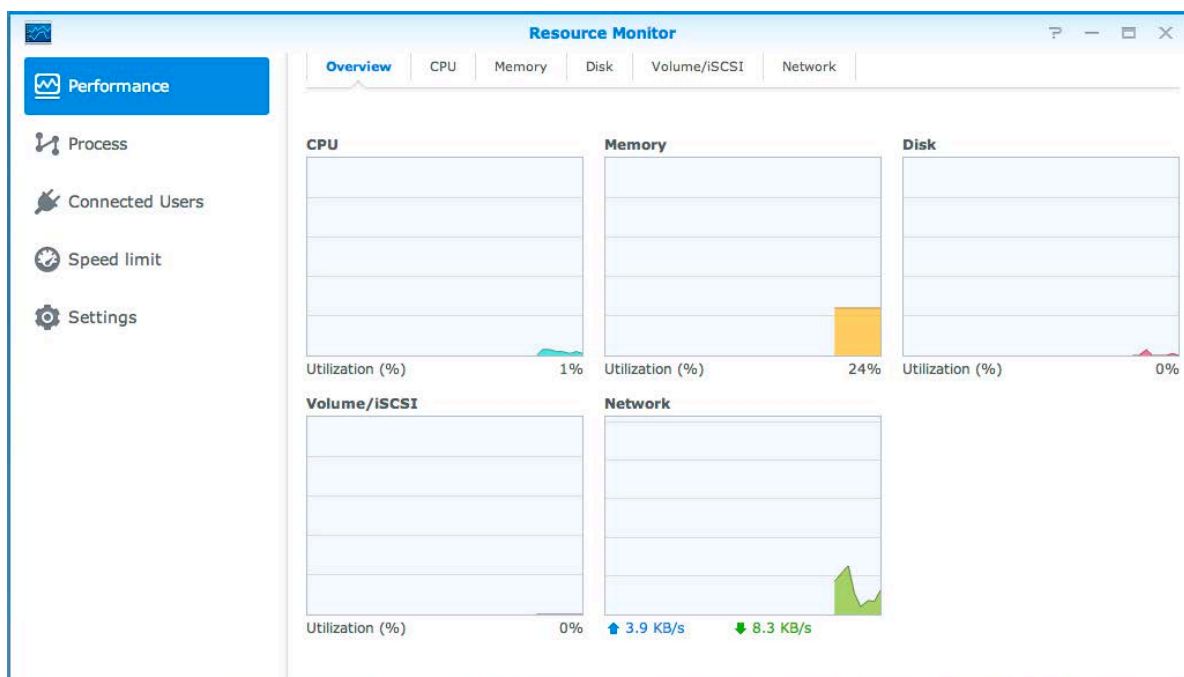 Resource Monitor
Performance
Process
Connected Users
Speed limit
Settings
Overview CPU Memory Disk Volume/iSCSI Network
CPU
Utilization (%) 1%
Memory
Utilization (%) 24%
Disk
Utilization (%) 0%
Volume/iSCSI
Utilization (%) 0%
Network
3.9 KB/s 8.3 KB/s